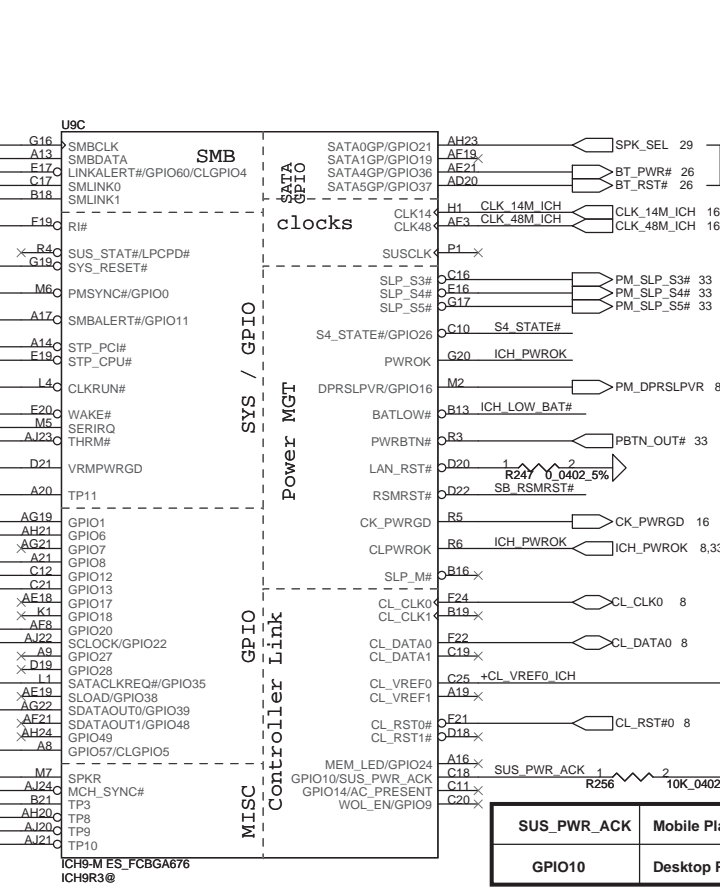 U9C
G16 SMBCLK
A13 SMBDATA
E17 LINKALERT#/GPIO60/CLGPIO4
C17 SMLINK0
B18 SMLINK1
F19 RI#
R4 SUS_STAT#/LPCPD#
G19 SYS_RESET#
M6 PMSYNC#/GPIO0
A17 SMBALERT#/GPIO11
A14 STP_PCI#
E19 STP_CPU#
L4 CLKRUN#
E20 WAKE#
M5 SERIRQ
AJ23 THRM#
D21 VRMPWRGD
A20 TP11
AG19 GPIO1
AH21 GPIO6
AG21 GPIO7
A21 GPIO8
C12 GPIO12
C21 GPIO13
AE18 GPIO17
K1 GPIO18
AF8 GPIO20
AJ22 SCLOCK/GPIO22
A9 GPIO27
D19 GPIO28
L1 SATACLKREQ#/GPIO35
AE19 SLOAD/GPIO38
AG22 SDATAOUT0/GPIO39
AF21 SDATAOUT1/GPIO48
AH24 GPIO49
A8 GPIO57/CLGPIO5
M7 SPKR
AJ24 MCH_SYNC#
B21 TP3
AH20 TP8
AJ20 TP9
AJ21 TP10
SMB
SYS / GPIO
GPIO
MISC
SATA
GPIO
clocks
Power MGT
Controller Link
SATA0GP/GPIO21 AH23 SPK_SEL 29
SATA1GP/GPIO19 AF19
SATA4GP/GPIO36 AE21 BT_PWR# 26
SATA5GP/GPIO37 AD20 BT_RST# 26
CLK14 H1 CLK_14M_ICH CLK_14M_ICH 16
CLK48 AF3 CLK_48M_ICH CLK_48M_ICH 16
SUSCLK P1
SLP_S3# C16 PM_SLP_S3# 33
SLP_S4# E16 PM_SLP_S4# 33
SLP_S5# G17 PM_SLP_S5# 33
S4_STATE#/GPIO26 C10 S4_STATE#
PWROK G20 ICH_PWROK
DPRSLPVR/GPIO16 M2 PM_DPRSLPVR 8
BATLOW# B13 ICH_LOW_BAT#
PWRBTN# R3 PBTN_OUT# 33
LAN_RST# D20 1 2
R247 0_0402_5%
RSMRST# D22 SB_RSMRST#
CK_PWRGD R5 CK_PWRGD 16
CLPWROK R6 ICH_PWROK ICH_PWROK 8,33
SLP_M# B16
CL_CLK0 F24 CL_CLK0 8
CL_CLK1 B19
CL_DATA0 F22 CL_DATA0 8
CL_DATA1 C19
CL_VREF0 C25 +CL_VREF0_ICH
CL_VREF1 A19
CL_RST0# F21 CL_RST#0 8
CL_RST1# D18
MEM_LED/GPIO24 A16
GPIO10/SUS_PWR_ACK C18 SUS_PWR_ACK 1 2
R256 10K_0402
GPIO14/AC_PRESENT C11
WOL_EN/GPIO9 C20
ICH9-M ES_FCBGA676
ICH9R3@
SUS_PWR_ACK Mobile
GPIO10 Desktop